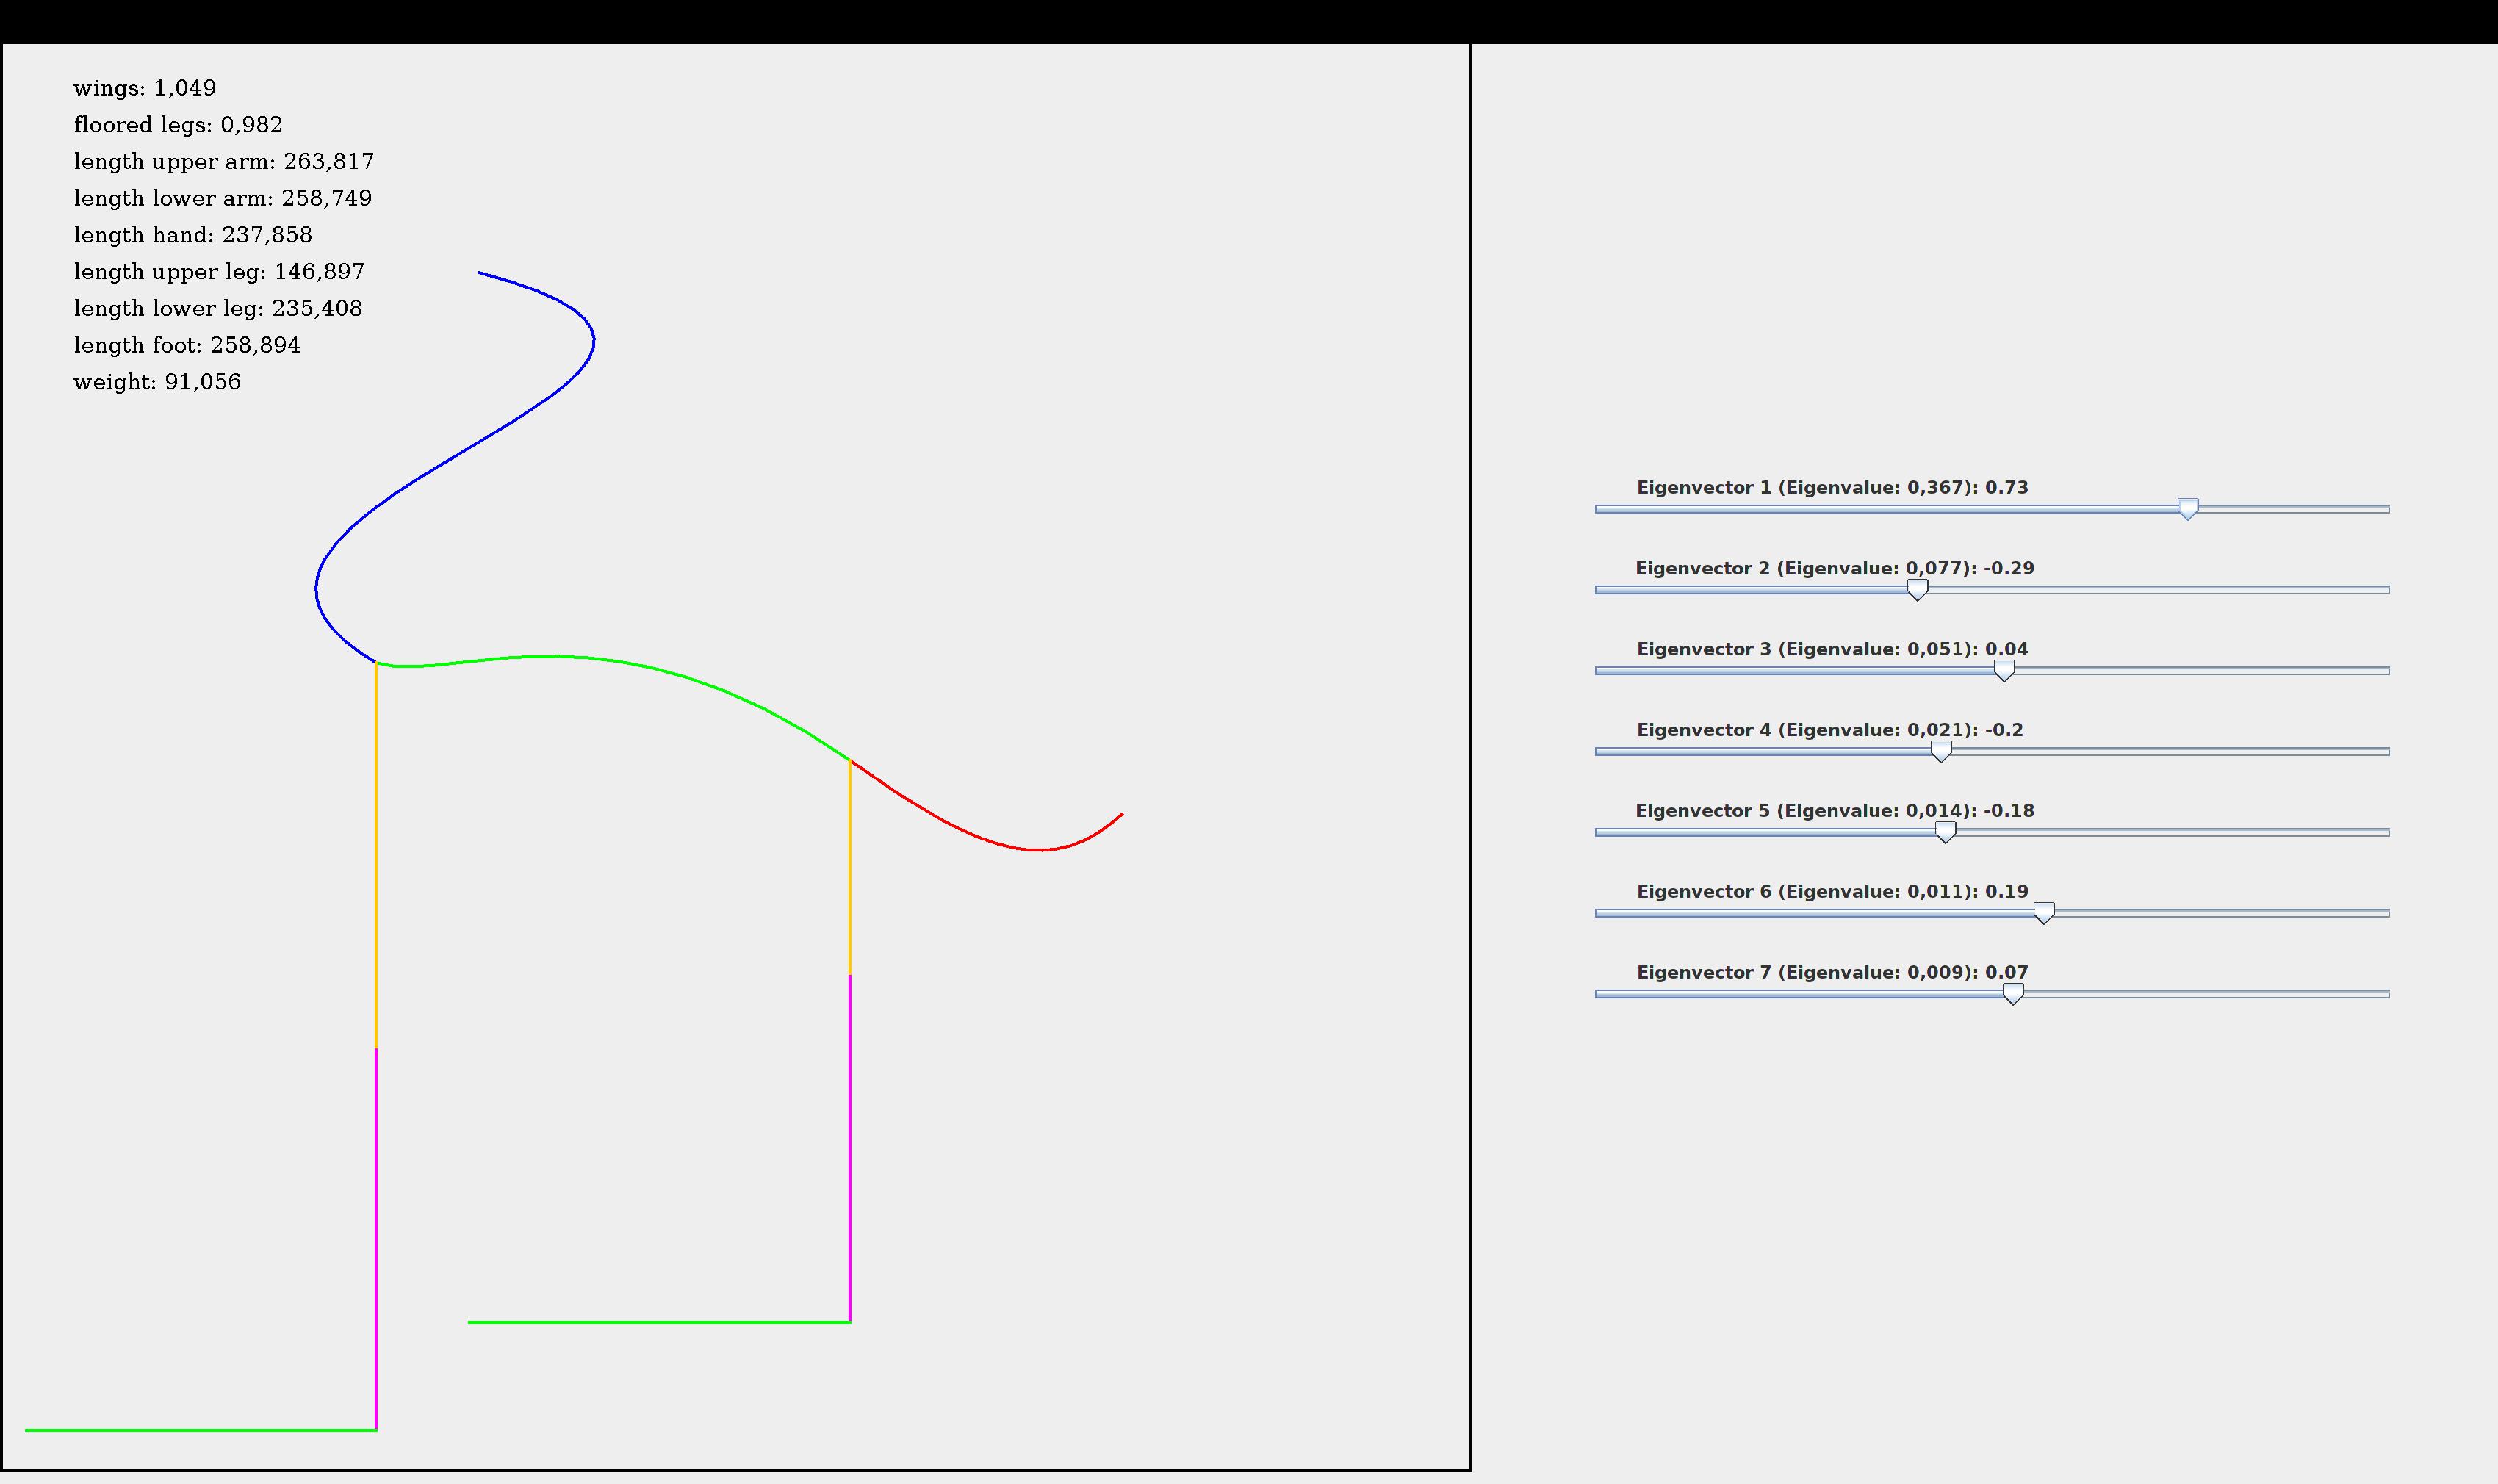 wings: 1,049
floored legs: 0,982
length upper arm: 263,817
length lower arm: 258,749
length hand: 237,858
length upper leg: 146,897
length lower leg: 235,408
length foot: 258,894
weight: 91,056
Eigenvector 1 (Eigenvalue: 0,367): 0.73
Eigenvector 2 (Eigenvalue: 0,077): -0.29
Eigenvector 3 (Eigenvalue: 0,051): 0.04
Eigenvector 4 (Eigenvalue: 0,021): -0.2
Eigenvector 5 (Eigenvalue: 0,014): -0.18
Eigenvector 6 (Eigenvalue: 0,011): 0.19
Eigenvector 7 (Eigenvalue: 0,009): 0.07